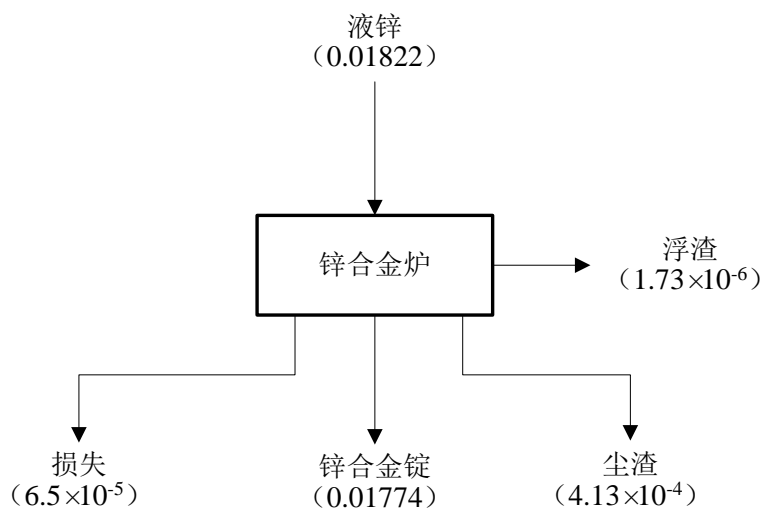 液锌
（0.01822）
锌合金炉
浮渣
（1.73×10⁻⁶）
损失
（6.5×10⁻⁵）
锌合金锭
（0.01774）
尘渣
（4.13×10⁻⁴）